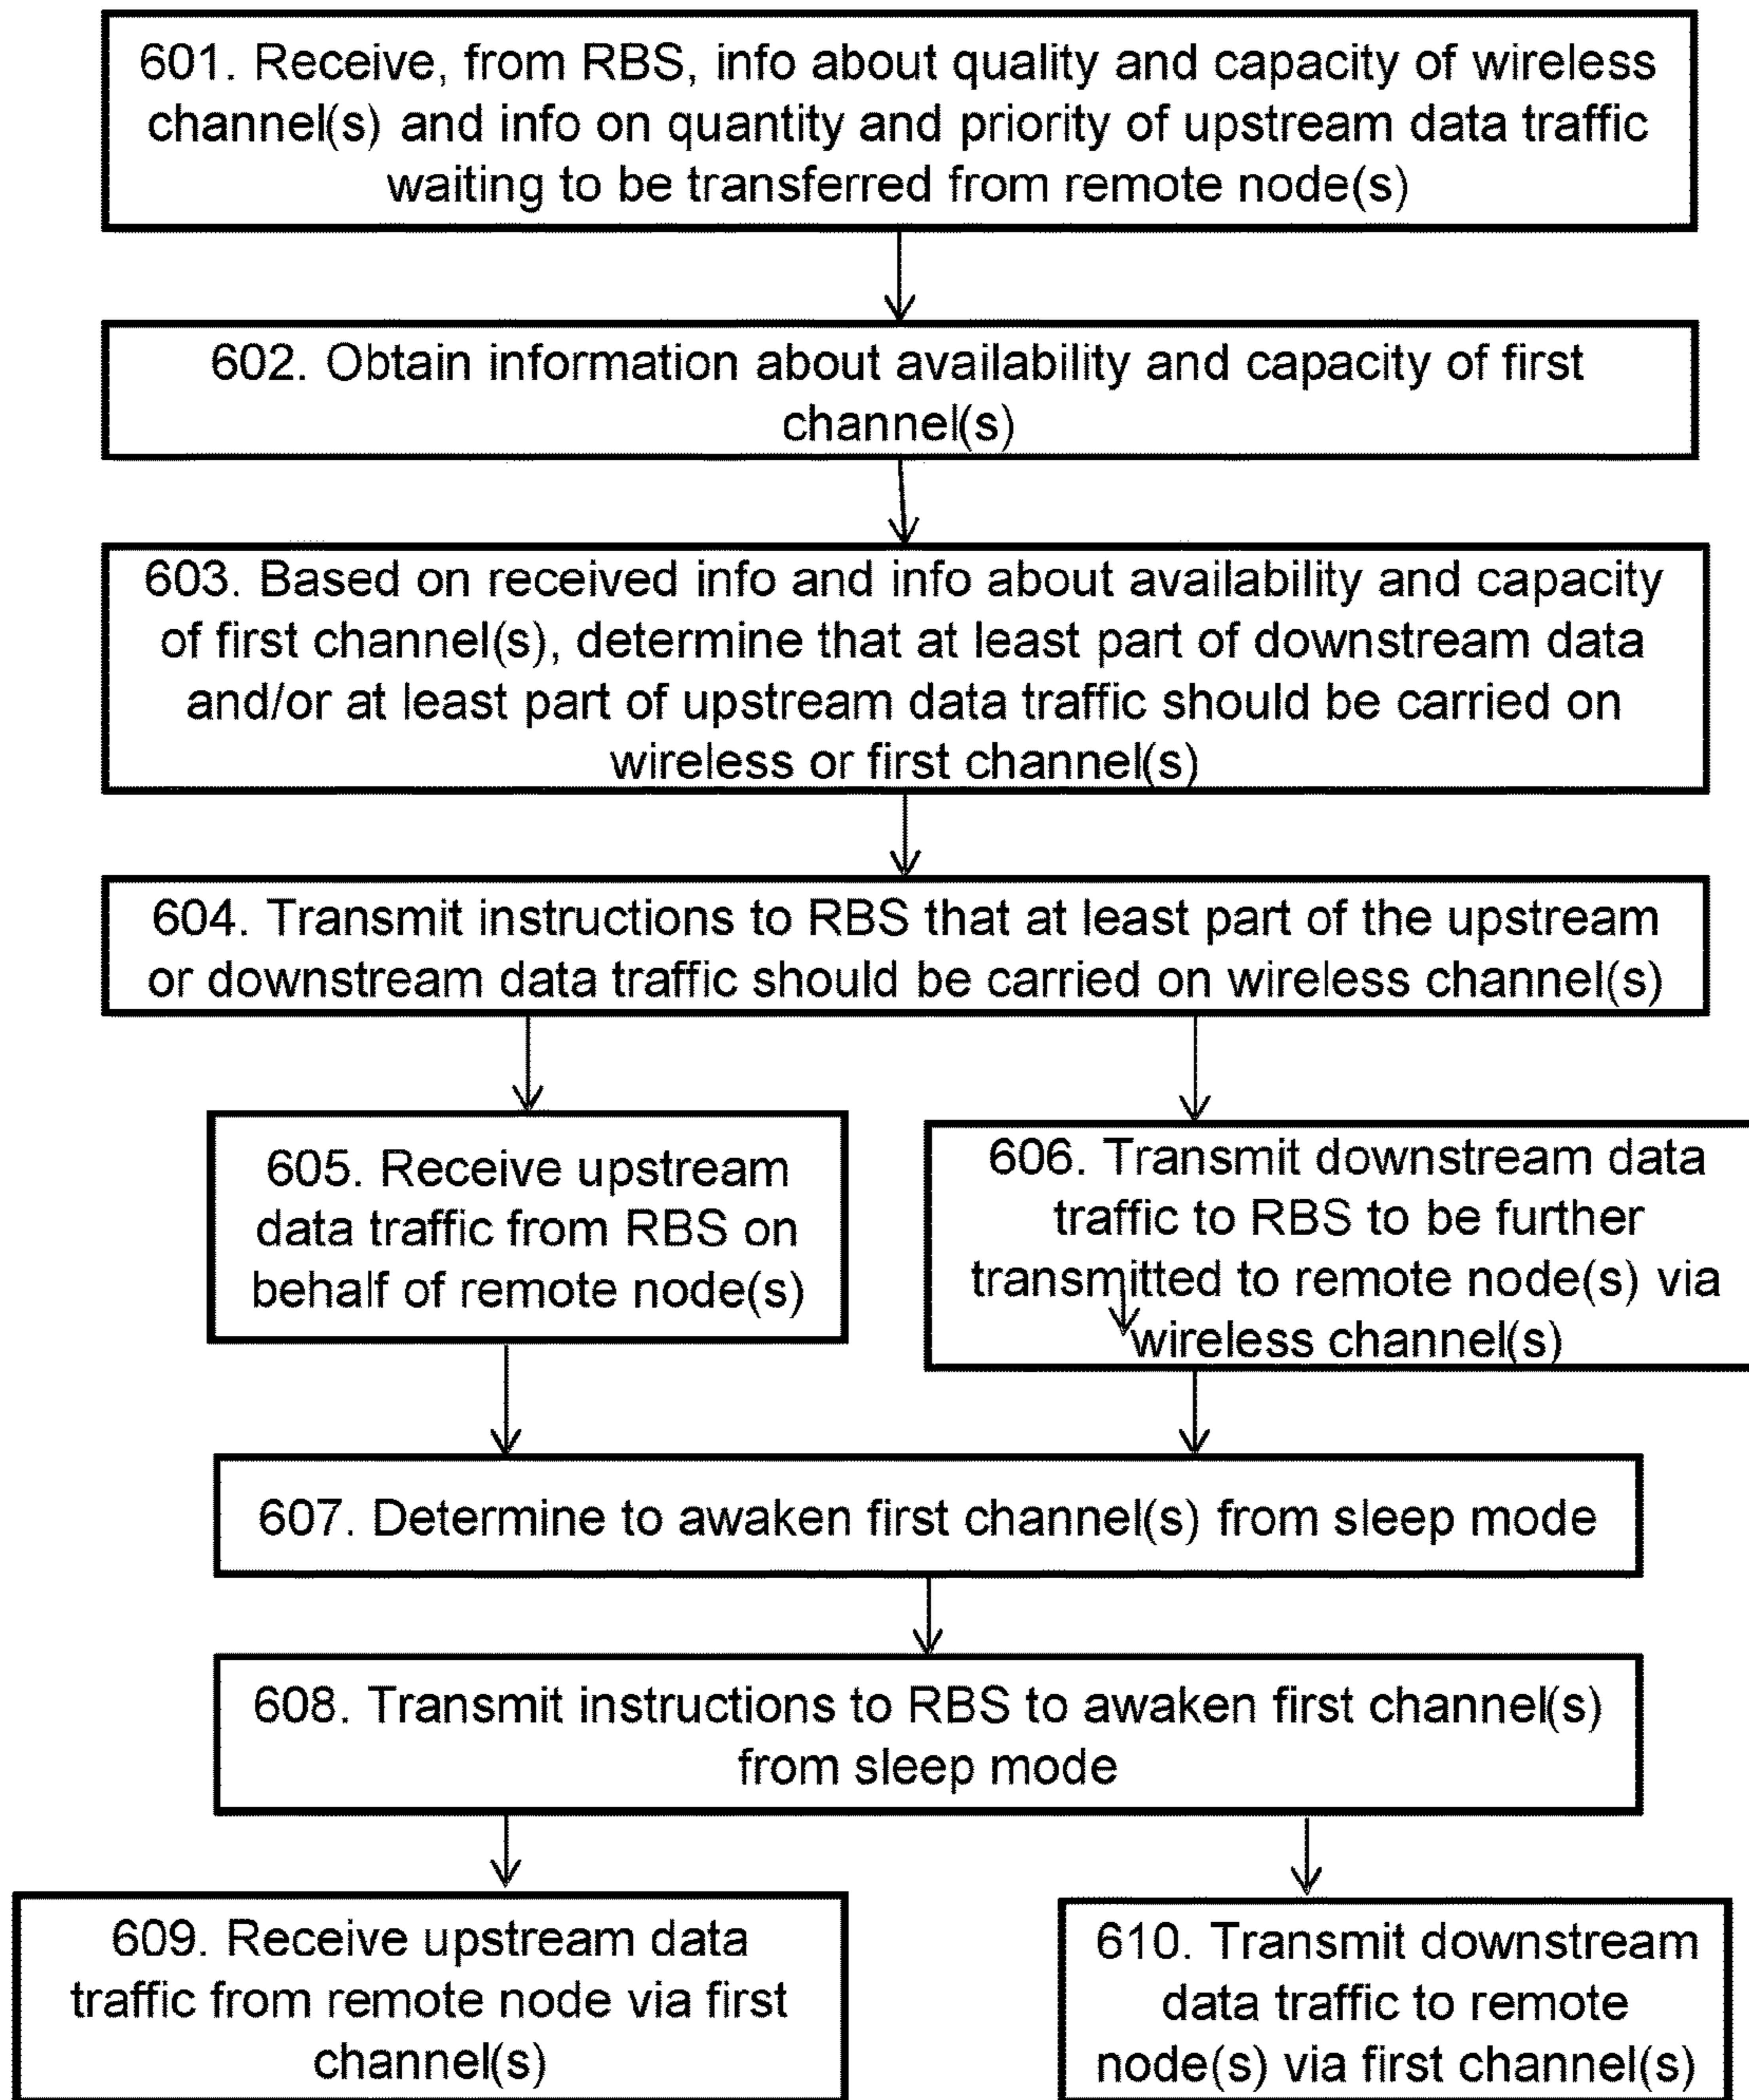 601. Receive, from RBS, info about quality and capacity of wireless
channel(s) and info on quantity and priority of upstream data traffic
waiting to be transferred from remote node(s)
602. Obtain information about availability and capacity of first
channel(s)
603. Based on received info and info about availability and capacity
of first channel(s), determine that at least part of downstream data
and/or at least part of upstream data traffic should be carried on
wireless or first channel(s)
604. Transmit instructions to RBS that at least part of the upstream
or downstream data traffic should be carried on wireless channel(s)
605. Receive upstream
data traffic from RBS on
behalf of remote node(s)
606. Transmit downstream data
traffic to RBS to be further
transmitted to remote node(s) via
wireless channel(s)
607. Determine to awaken first channel(s) from sleep mode
608. Transmit instructions to RBS to awaken first channel(s)
from sleep mode
609. Receive upstream data
traffic from remote node via first
channel(s)
610. Transmit downstream
data traffic to remote
node(s) via first channel(s)